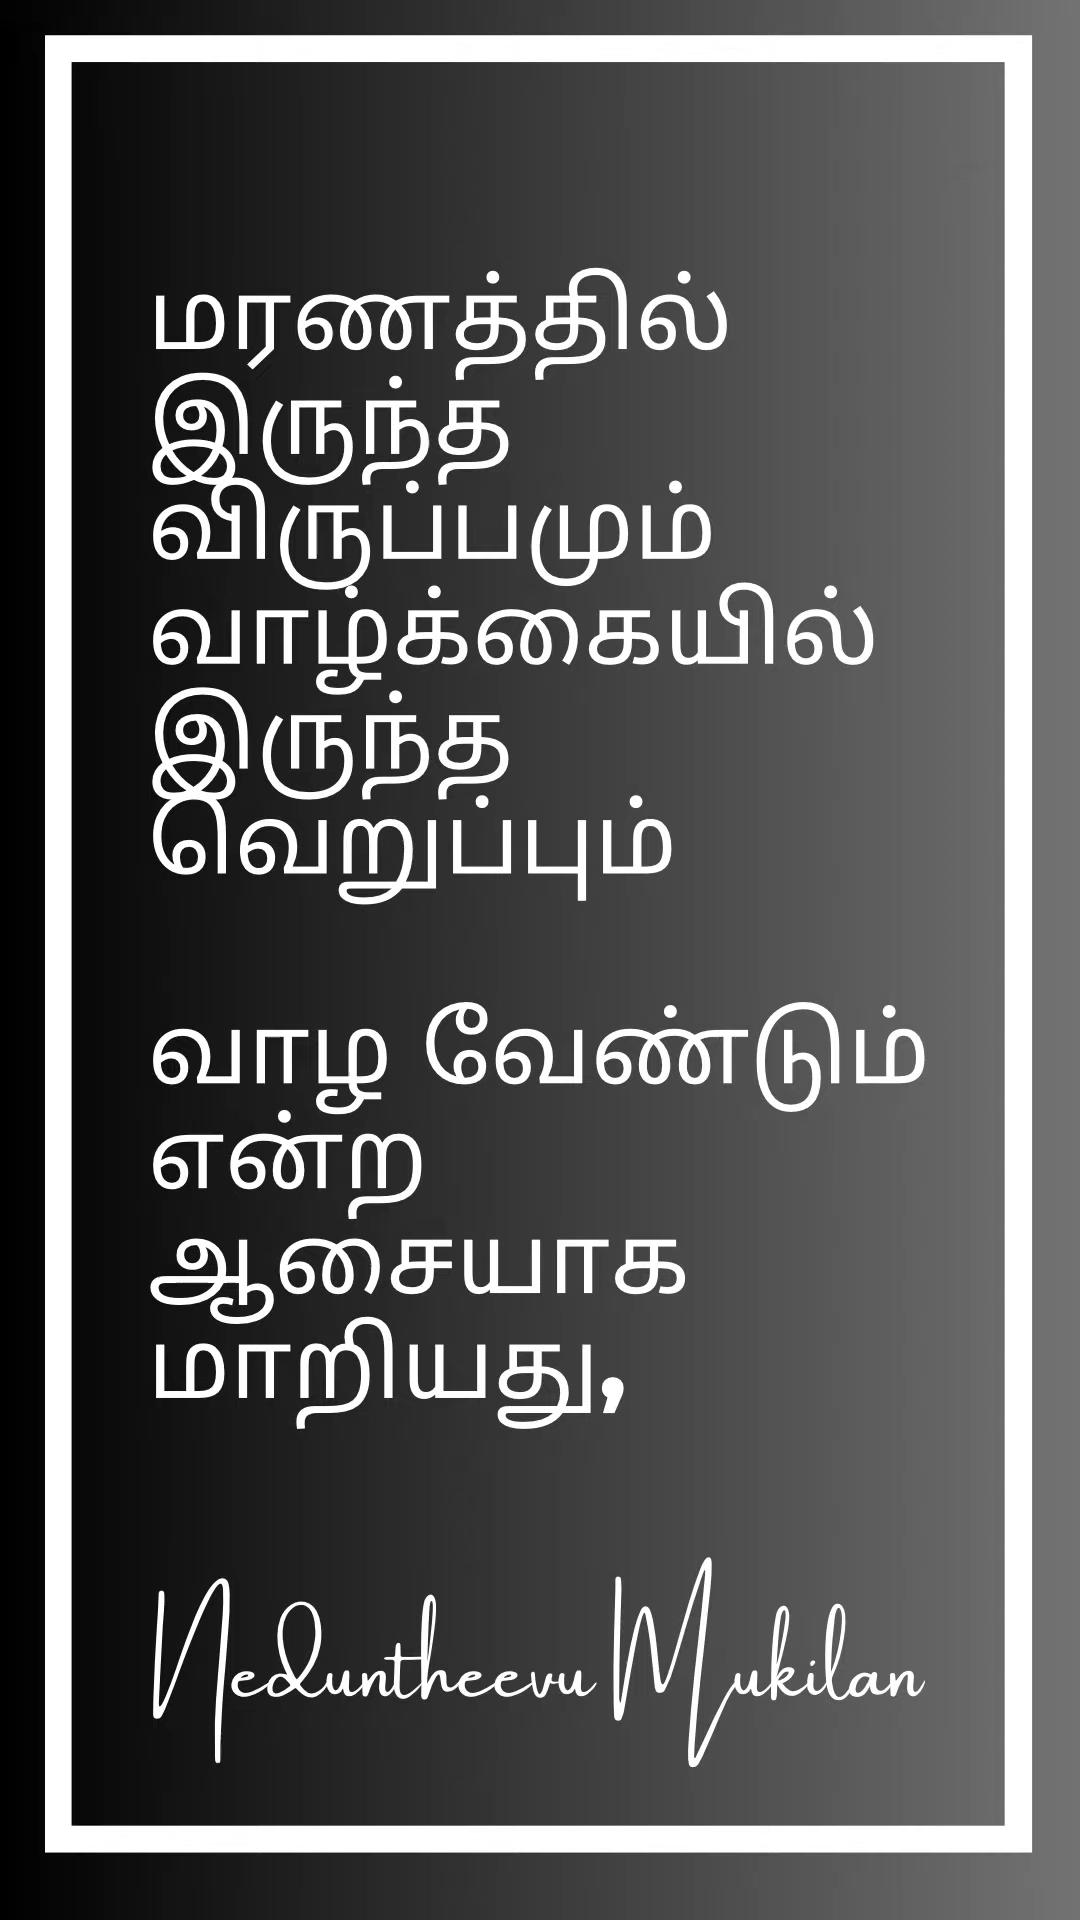 மரணத்தில்
இருந்த
விருப்பமும்
வாழ்க்கையில்
இருந்த
வெறுப்பும்
வாழ வேண்டும்
என்ற
ஆசையாக
மாறியது,
Neduntheevu Mukilan